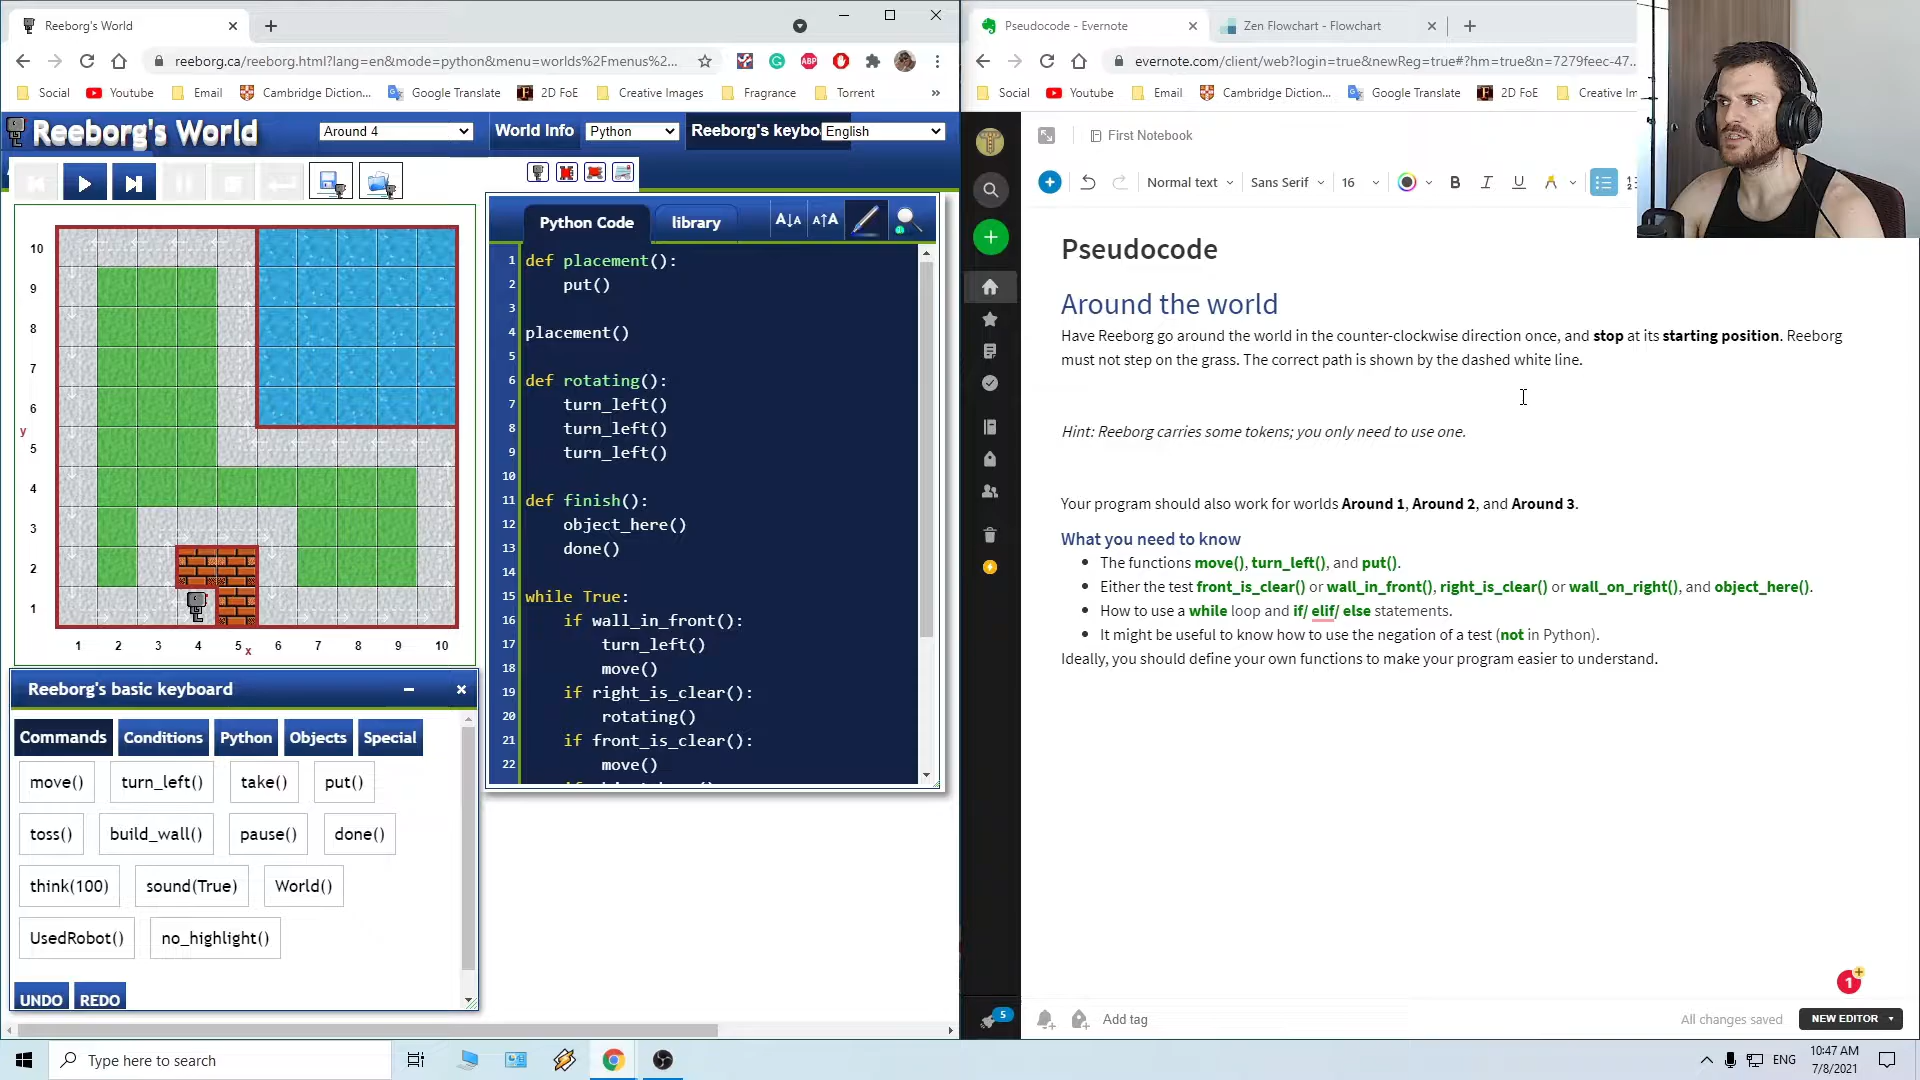 Reeborg's World
reeborg.ca/reeborg.html?lang=en&mode=python&menu=worlds%2Fmenus%2...
Social
Youtube
Email
Cambridge Diction...
Google Translate
2D FoE
Creative Images
Fragrance
Torrent
»
Reeborg's World
Around 4
World Info
Python
Reeborg's keybo
English
Python Code
library
1 def placement():
2 put()
3
4 placement()
5
6 def rotating():
7 turn_left()
8 turn_left()
9 turn_left()
10
11 def finish():
12 object_here()
13 done()
14
15 while True:
16 if wall_in_front():
17 turn_left()
18 move()
19 if right_is_clear():
20 rotating()
21 if front_is_clear():
22 move()
10
9
8
7
6
y
5
4
3
2
1
1 2 3 4 5 x 6 7 8 9 10
Reeborg's basic keyboard
Commands Conditions Python Objects Special
move() turn_left() take() put()
toss() build_wall() pause() done()
think(100) sound(True) World()
UsedRobot() no_highlight()
UNDO REDO
Pseudocode - Evernote
Zen Flowchart - Flowchart
evernote.com/client/web?login=true&newReg=true#?hm=true&n=7279feec-47...
Social
Youtube
Email
Cambridge Diction...
Google Translate
2D FoE
Creative Im
First Notebook
Normal text
Sans Serif
16
B I U A
Pseudocode
Around the world
Have Reeborg go around the world in the counter-clockwise direction once, and stop at its starting position. Reeborg
must not step on the grass. The correct path is shown by the dashed white line.
Hint: Reeborg carries some tokens; you only need to use one.
Your program should also work for worlds Around 1, Around 2, and Around 3.
What you need to know
• The functions move(), turn_left(), and put().
• Either the test front_is_clear() or wall_in_front(), right_is_clear() or wall_on_right(), and object_here().
• How to use a while loop and if/ elif/ else statements.
• It might be useful to know how to use the negation of a test (not in Python).
Ideally, you should define your own functions to make your program easier to understand.
1
5
Add tag
All changes saved
NEW EDITOR
Type here to search
ENG
10:47 AM
7/8/2021